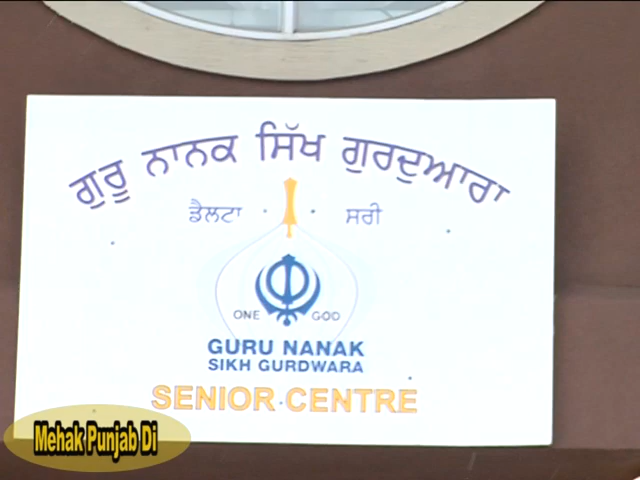 ਗੁਰੂ ਨਾਨਕ ਸਿੱਖ ਗੁਰਦੁਆਰਾ
ਡੈਲਟਾ · · ਸਰੀ
ONE GOD
GURU NANAK
SIKH GURDWARA
SENIOR CENTRE
Mehak Punjab Di